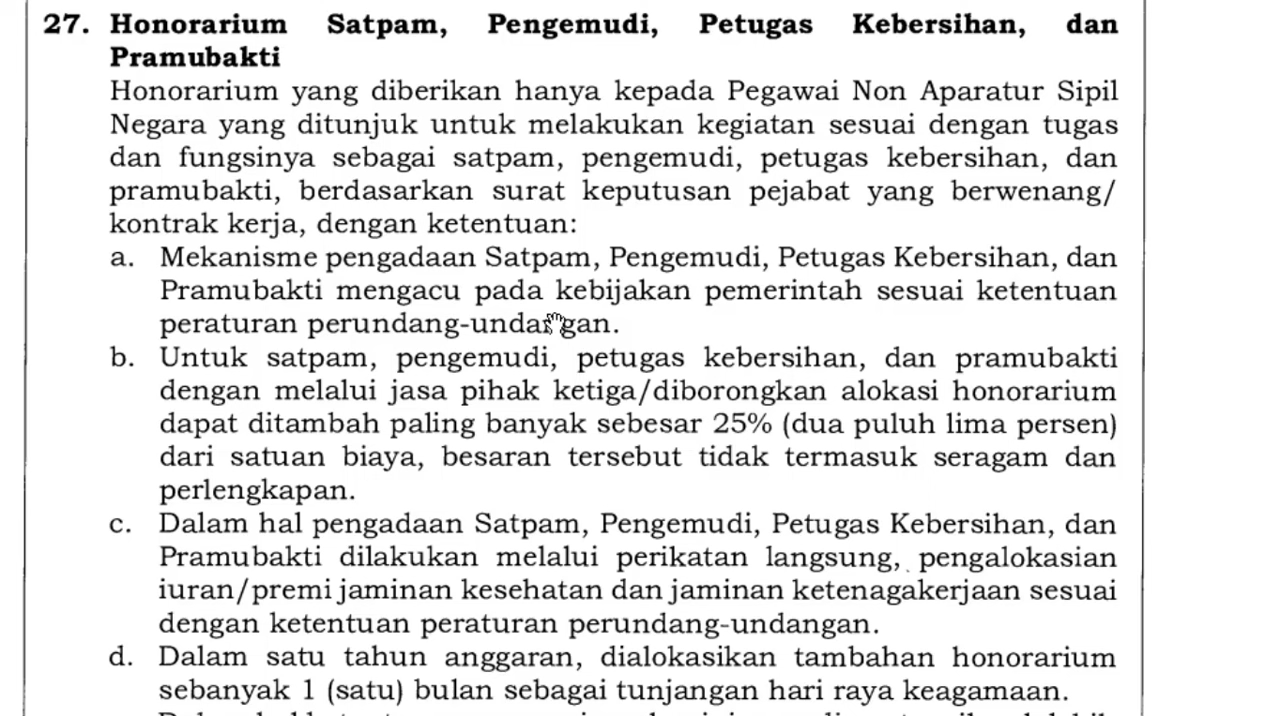 27. Honorarium Satpam, Pengemudi, Petugas Kebersihan, dan
Pramubakti
Honorarium yang diberikan hanya kepada Pegawai Non Aparatur Sipil
Negara yang ditunjuk untuk melakukan kegiatan sesuai dengan tugas
dan fungsinya sebagai satpam, pengemudi, petugas kebersihan, dan
pramubakti, berdasarkan surat keputusan pejabat yang berwenang/
kontrak kerja, dengan ketentuan:
a. Mekanisme pengadaan Satpam, Pengemudi, Petugas Kebersihan, dan
Pramubakti mengacu pada kebijakan pemerintah sesuai ketentuan
peraturan perundang-undangan.
b. Untuk satpam, pengemudi, petugas kebersihan, dan pramubakti
dengan melalui jasa pihak ketiga/diborongkan alokasi honorarium
dapat ditambah paling banyak sebesar 25% (dua puluh lima persen)
dari satuan biaya, besaran tersebut tidak termasuk seragam dan
perlengkapan.
c. Dalam hal pengadaan Satpam, Pengemudi, Petugas Kebersihan, dan
Pramubakti dilakukan melalui perikatan langsung, pengalokasian
iuran/premi jaminan kesehatan dan jaminan ketenagakerjaan sesuai
dengan ketentuan peraturan perundang-undangan.
d. Dalam satu tahun anggaran, dialokasikan tambahan honorarium
sebanyak 1 (satu) bulan sebagai tunjangan hari raya keagamaan.